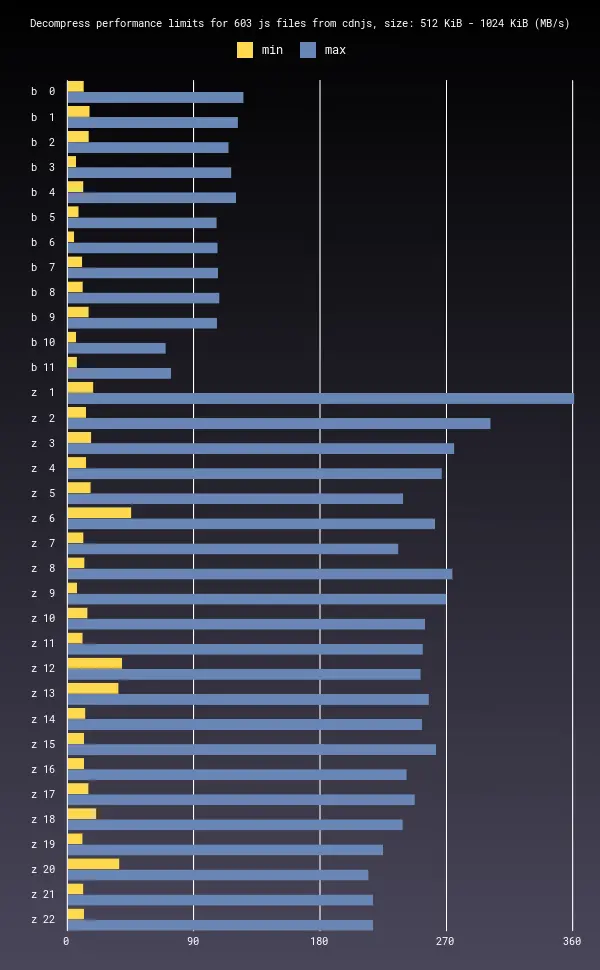 Decompress performance limits for 603 js files from cdnjs, size: 512 KiB - 1024 KiB (MB/s)
min max
b 0
b 1
b 2
b 3
b 4
b 5
b 6
b 7
b 8
b 9
b 10
b 11
z 1
z 2
z 3
z 4
z 5
z 6
z 7
z 8
z 9
z 10
z 11
z 12
z 13
z 14
z 15
z 16
z 17
z 18
z 19
z 20
z 21
z 22
0 90 180 270 360